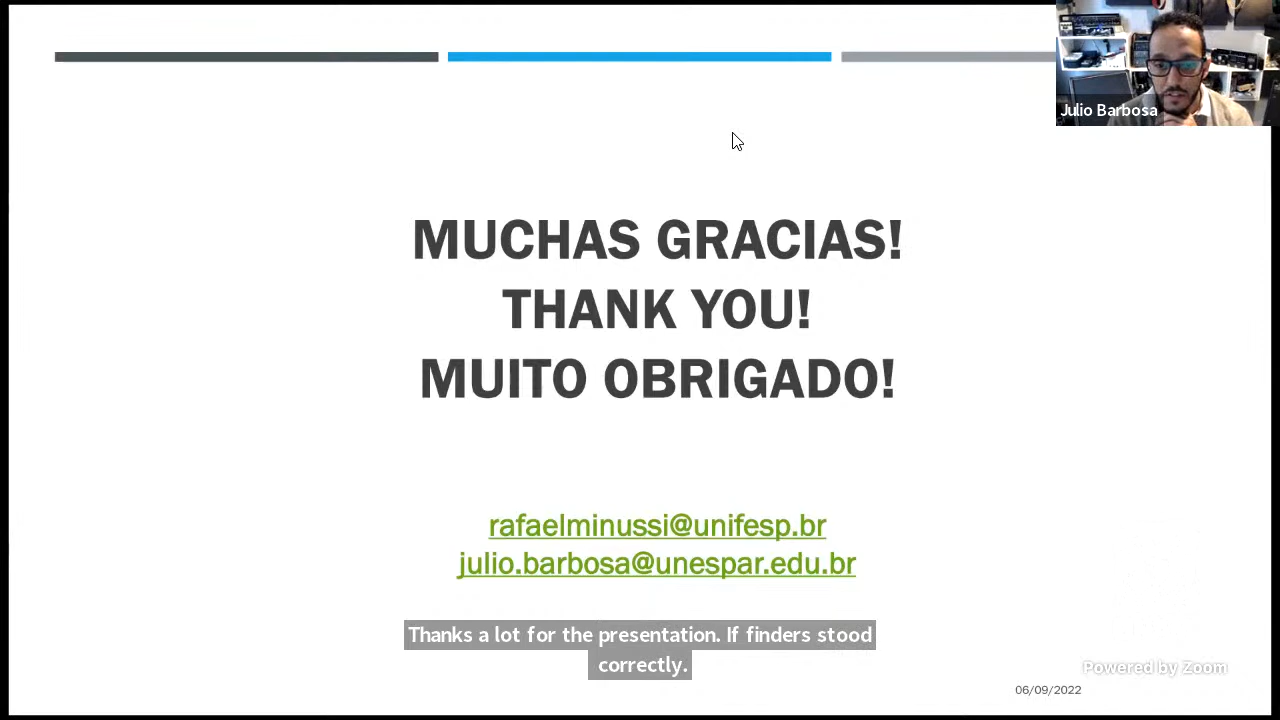 Julio Barbosa
MUCHAS GRACIAS!
THANK YOU!
MUITO OBRIGADO!
rafaelminussi@unifesp.br
julio.barbosa@unespar.edu.br
Thanks a lot for the presentation. If finders stood
correctly.
Powered by Zoom
06/09/2022